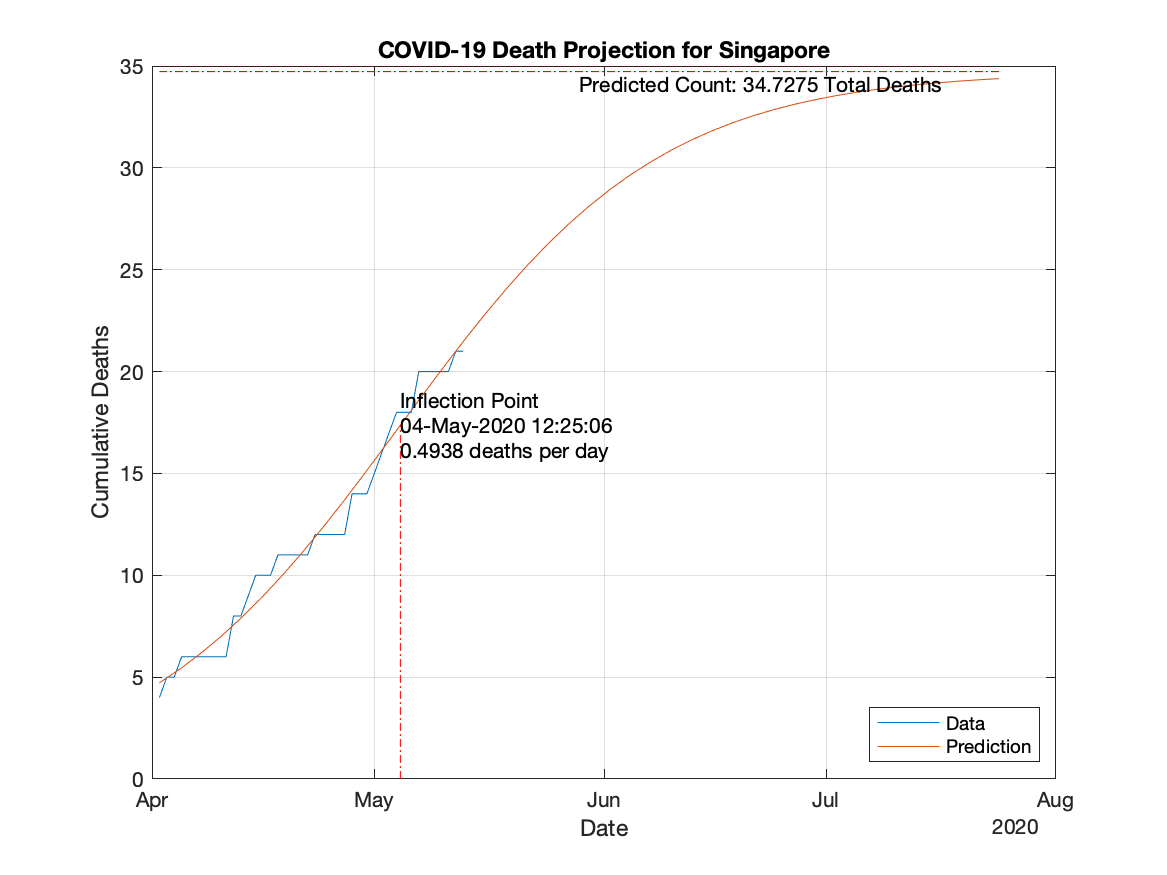 COVID-19 Death Projection for Singapore
35
Predicted Count: 34.7275 Total Deaths
30
25
20
Inflection Point
04-May-2020 12:25:06
0.4938 deaths per day
15
10
5
0
Cumulative Deaths
Data
Prediction
Apr May Jun Jul Aug
Date
2020